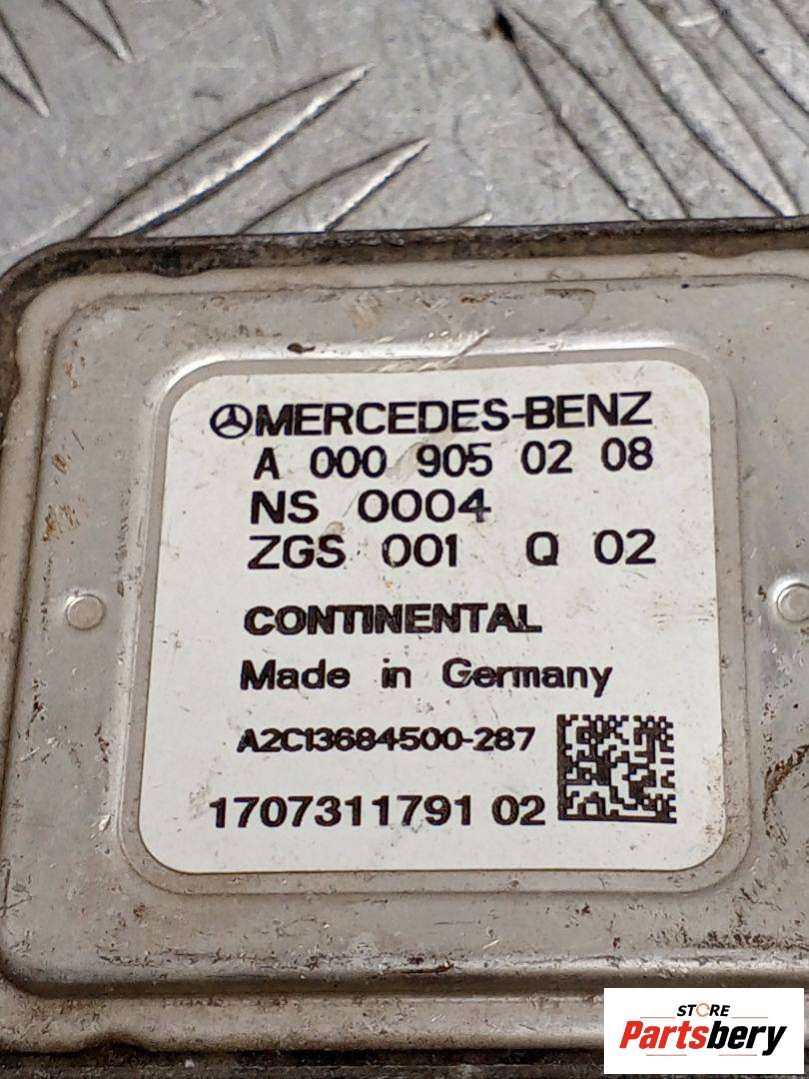 MERCEDES-BENZ
A 000 905 02 08
NS 0004
ZGS 001 Q 02
CONTINENTAL
Made in Germany
A2C13684500-287
1707311791 02
STORE
Partsbery